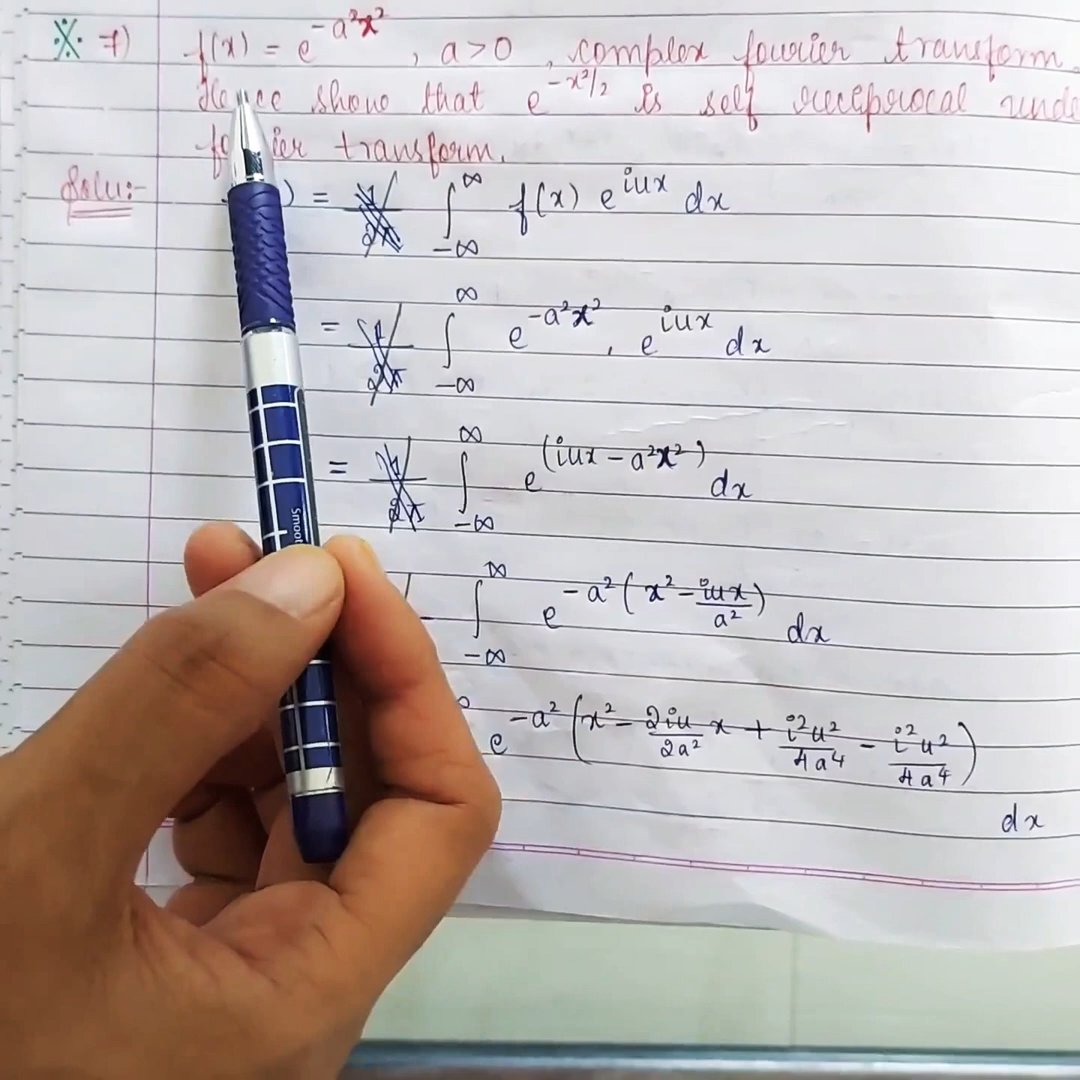 ※ 7) f(x) = e^{-a²x²}, a>0, complex fourier transform.
show that e^{-x²/2} is self reciprocal unde
transform.
Solu:- ) = ∫_{-∞}^{∞} f(x) e^{iux} dx
= ∫_{-∞}^{∞} e^{-a²x²} . e^{iux} dx
= ∫_{-∞}^{∞} e^{(iux - a²x²)} dx
∫_{-∞}^{∞} e^{-a²(x² - iux/a²)} dx
e^{-a²(x² - 2iu/2a² x + i²u²/4a⁴ - i²u²/4a⁴)}
dx
Smoot